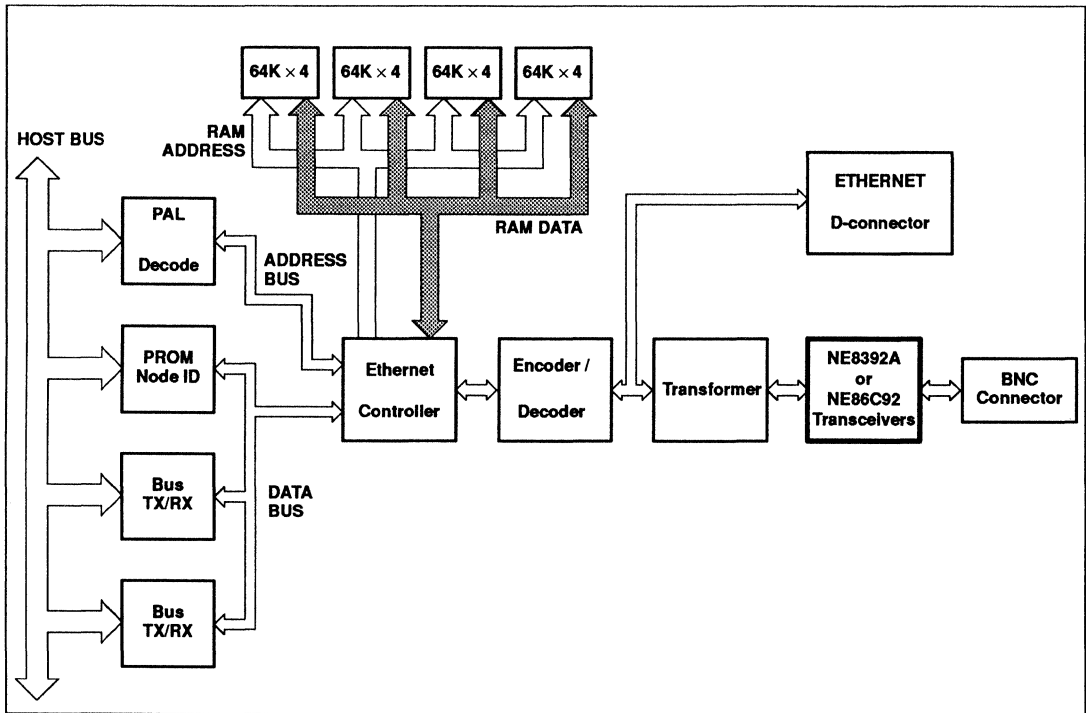 64K × 4
64K × 4
64K × 4
64K × 4
HOST BUS
RAM
ADDRESS
RAM DATA
ETHERNET
D-connector
PAL
Decode
ADDRESS
BUS
PROM
Node ID
Ethernet
Controller
Encoder /
Decoder
Transformer
NE8392A
or
NE86C92
Transceivers
BNC
Connector
Bus
TX/RX
DATA
BUS
Bus
TX/RX